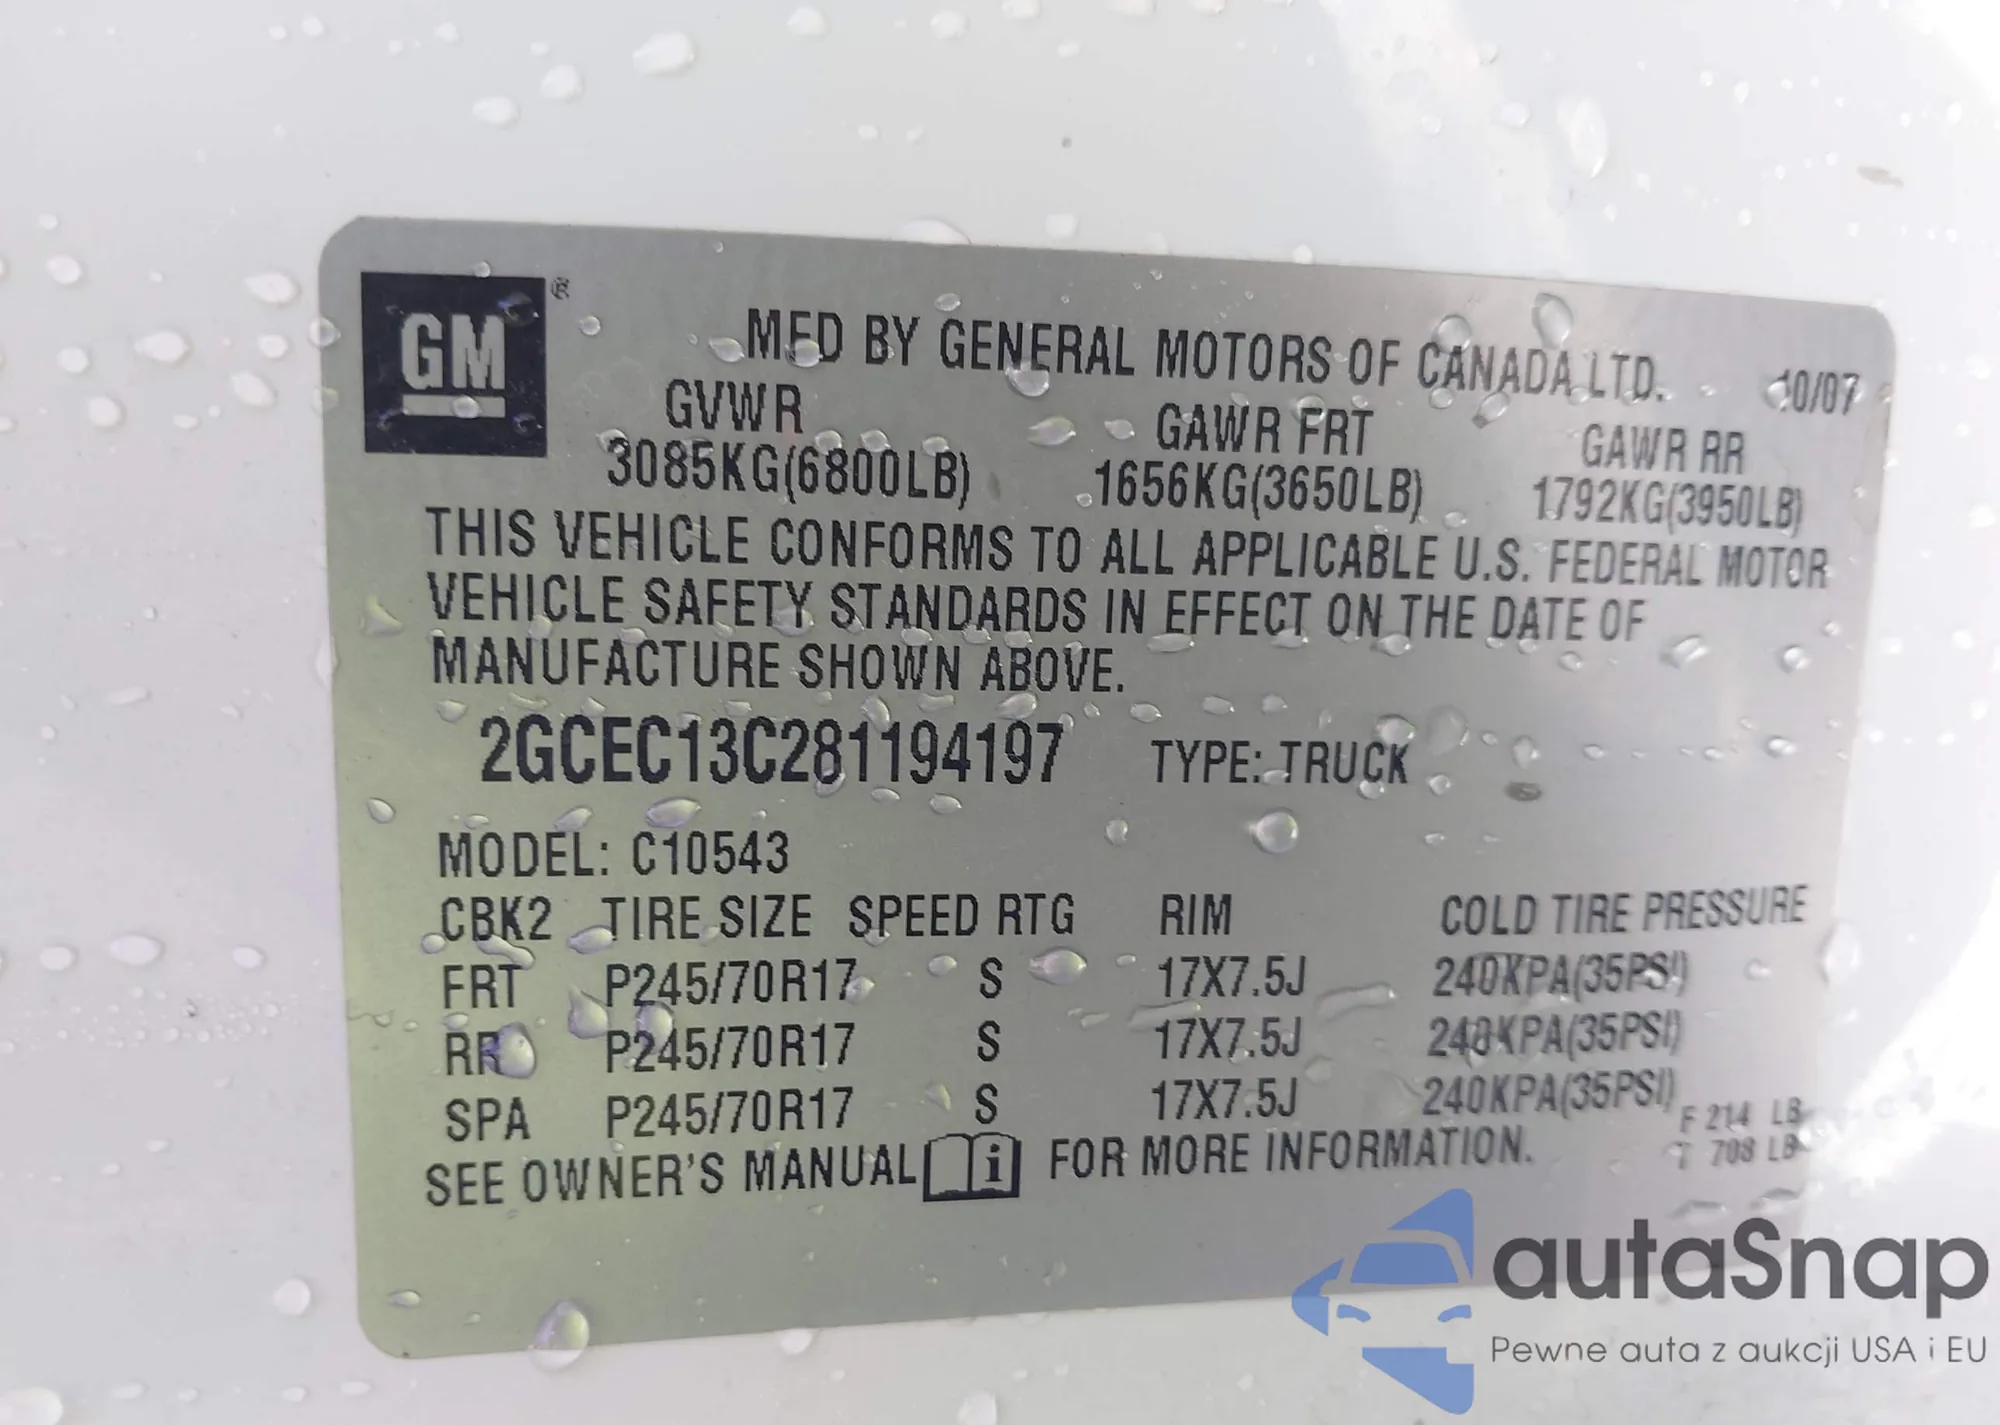 GM ®
MFD BY GENERAL MOTORS OF CANADA LTD. 10/07
GVWR GAWR FRT GAWR RR
3085KG(6800LB) 1656KG(3650LB) 1792KG(3950LB)
THIS VEHICLE CONFORMS TO ALL APPLICABLE U.S. FEDERAL MOTOR
VEHICLE SAFETY STANDARDS IN EFFECT ON THE DATE OF
MANUFACTURE SHOWN ABOVE.
2GCEC13C281194197 TYPE: TRUCK
MODEL: C10543
CBK2 TIRE SIZE SPEED RTG RIM COLD TIRE PRESSURE
FRT P245/70R17 S 17X7.5J 240KPA(35PSI)
RR P245/70R17 S 17X7.5J 240KPA(35PSI)
SPA P245/70R17 S 17X7.5J 240KPA(35PSI)
F 214 LB
T 708 LB
SEE OWNER'S MANUAL i FOR MORE INFORMATION.
autaSnap
Pewne auta z aukcji USA i EU